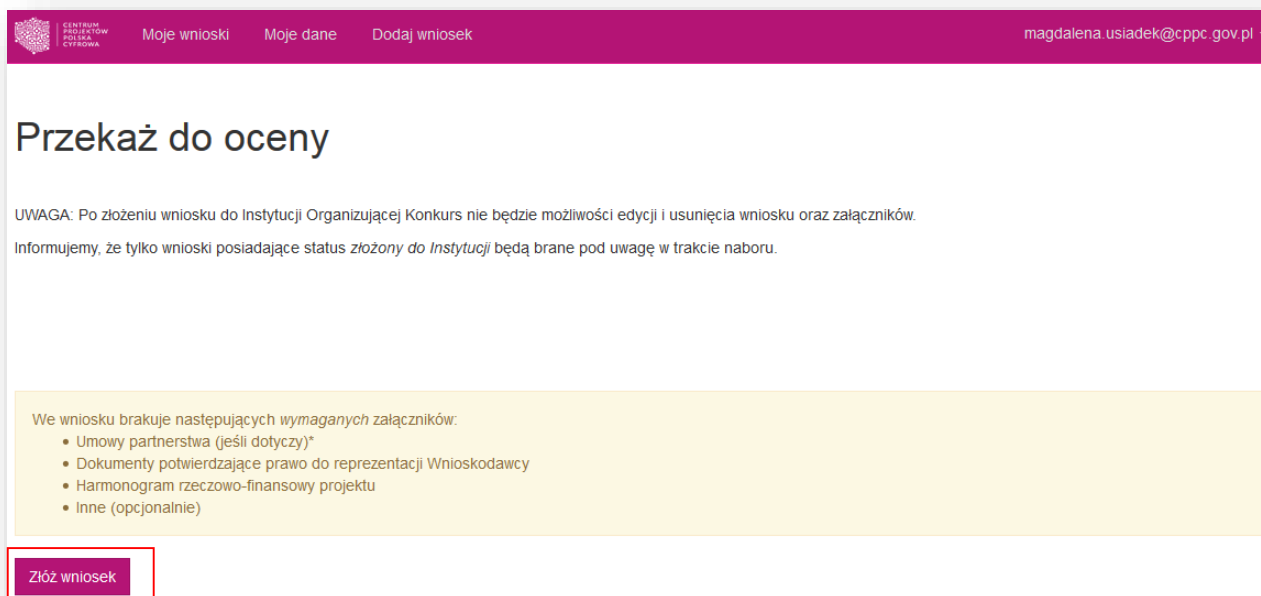 CENTRUM
PROJEKTÓW
POLSKA
CYFROWA
Moje wnioski Moje dane Dodaj wniosek magdalena.usiadek@cppc.gov.pl
Przekaż do oceny
UWAGA: Po złożeniu wniosku do Instytucji Organizującej Konkurs nie będzie możliwości edycji i usunięcia wniosku oraz załączników.
Informujemy, że tylko wnioski posiadające status złożony do Instytucji będą brane pod uwagę w trakcie naboru.
We wniosku brakuje następujących wymaganych załączników:
• Umowy partnerstwa (jeśli dotyczy)*
• Dokumenty potwierdzające prawo do reprezentacji Wnioskodawcy
• Harmonogram rzeczowo-finansowy projektu
• Inne (opcjonalnie)
Złóż wniosek